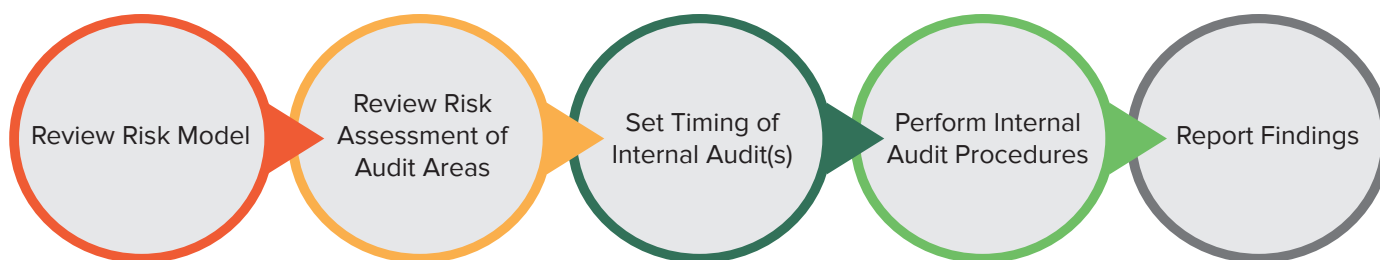 Review Risk Model
Review Risk
Assessment of
Audit Areas
Set Timing of
Internal Audit(s)
Perform Internal
Audit Procedures
Report Findings